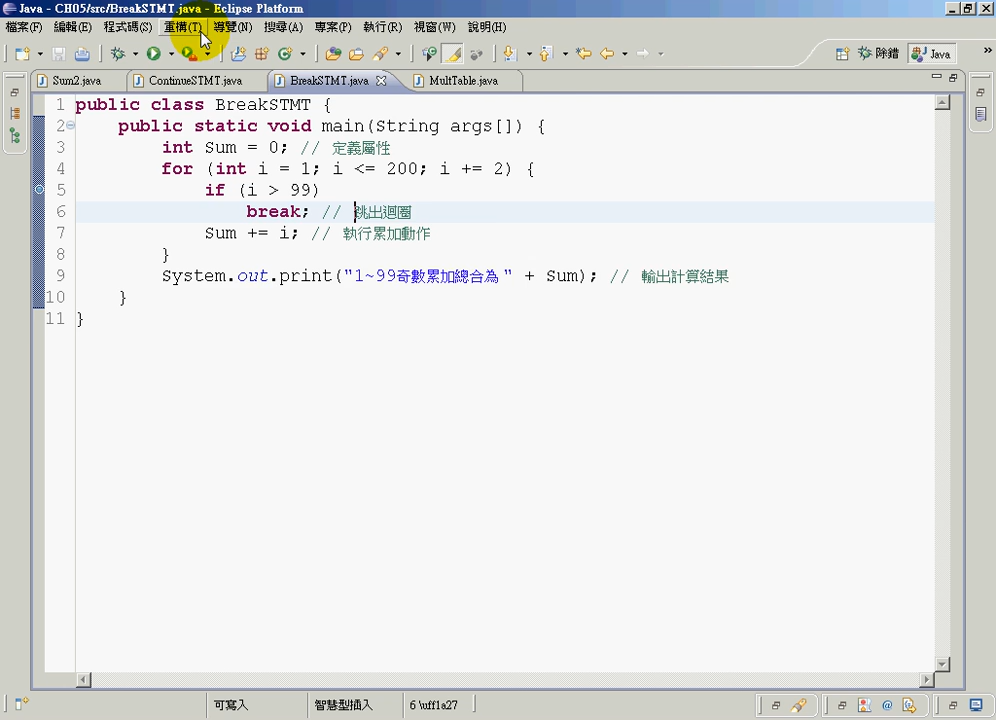 Java - CH05/src/BreakSTMT.java - Eclipse Platform
檔案(F) 編輯(E) 程式碼(S) 重構(T) 導覽(N) 搜尋(A) 專案(P) 執行(R) 視窗(W) 說明(H)
除錯 Java
Sum2.java ContinueSTMT.java BreakSTMT.java MultTable.java
1 public class BreakSTMT {
2 public static void main(String args[]) {
3 int Sum = 0; // 定義屬性
4 for (int i = 1; i <= 200; i += 2) {
5 if (i > 99)
6 break; // 跳出迴圈
7 Sum += i; // 執行累加動作
8 }
9 System.out.print("1~99奇數累加總合為 " + Sum); // 輸出計算結果
10 }
11 }
可寫入 智慧型插入 6 \uff1a27